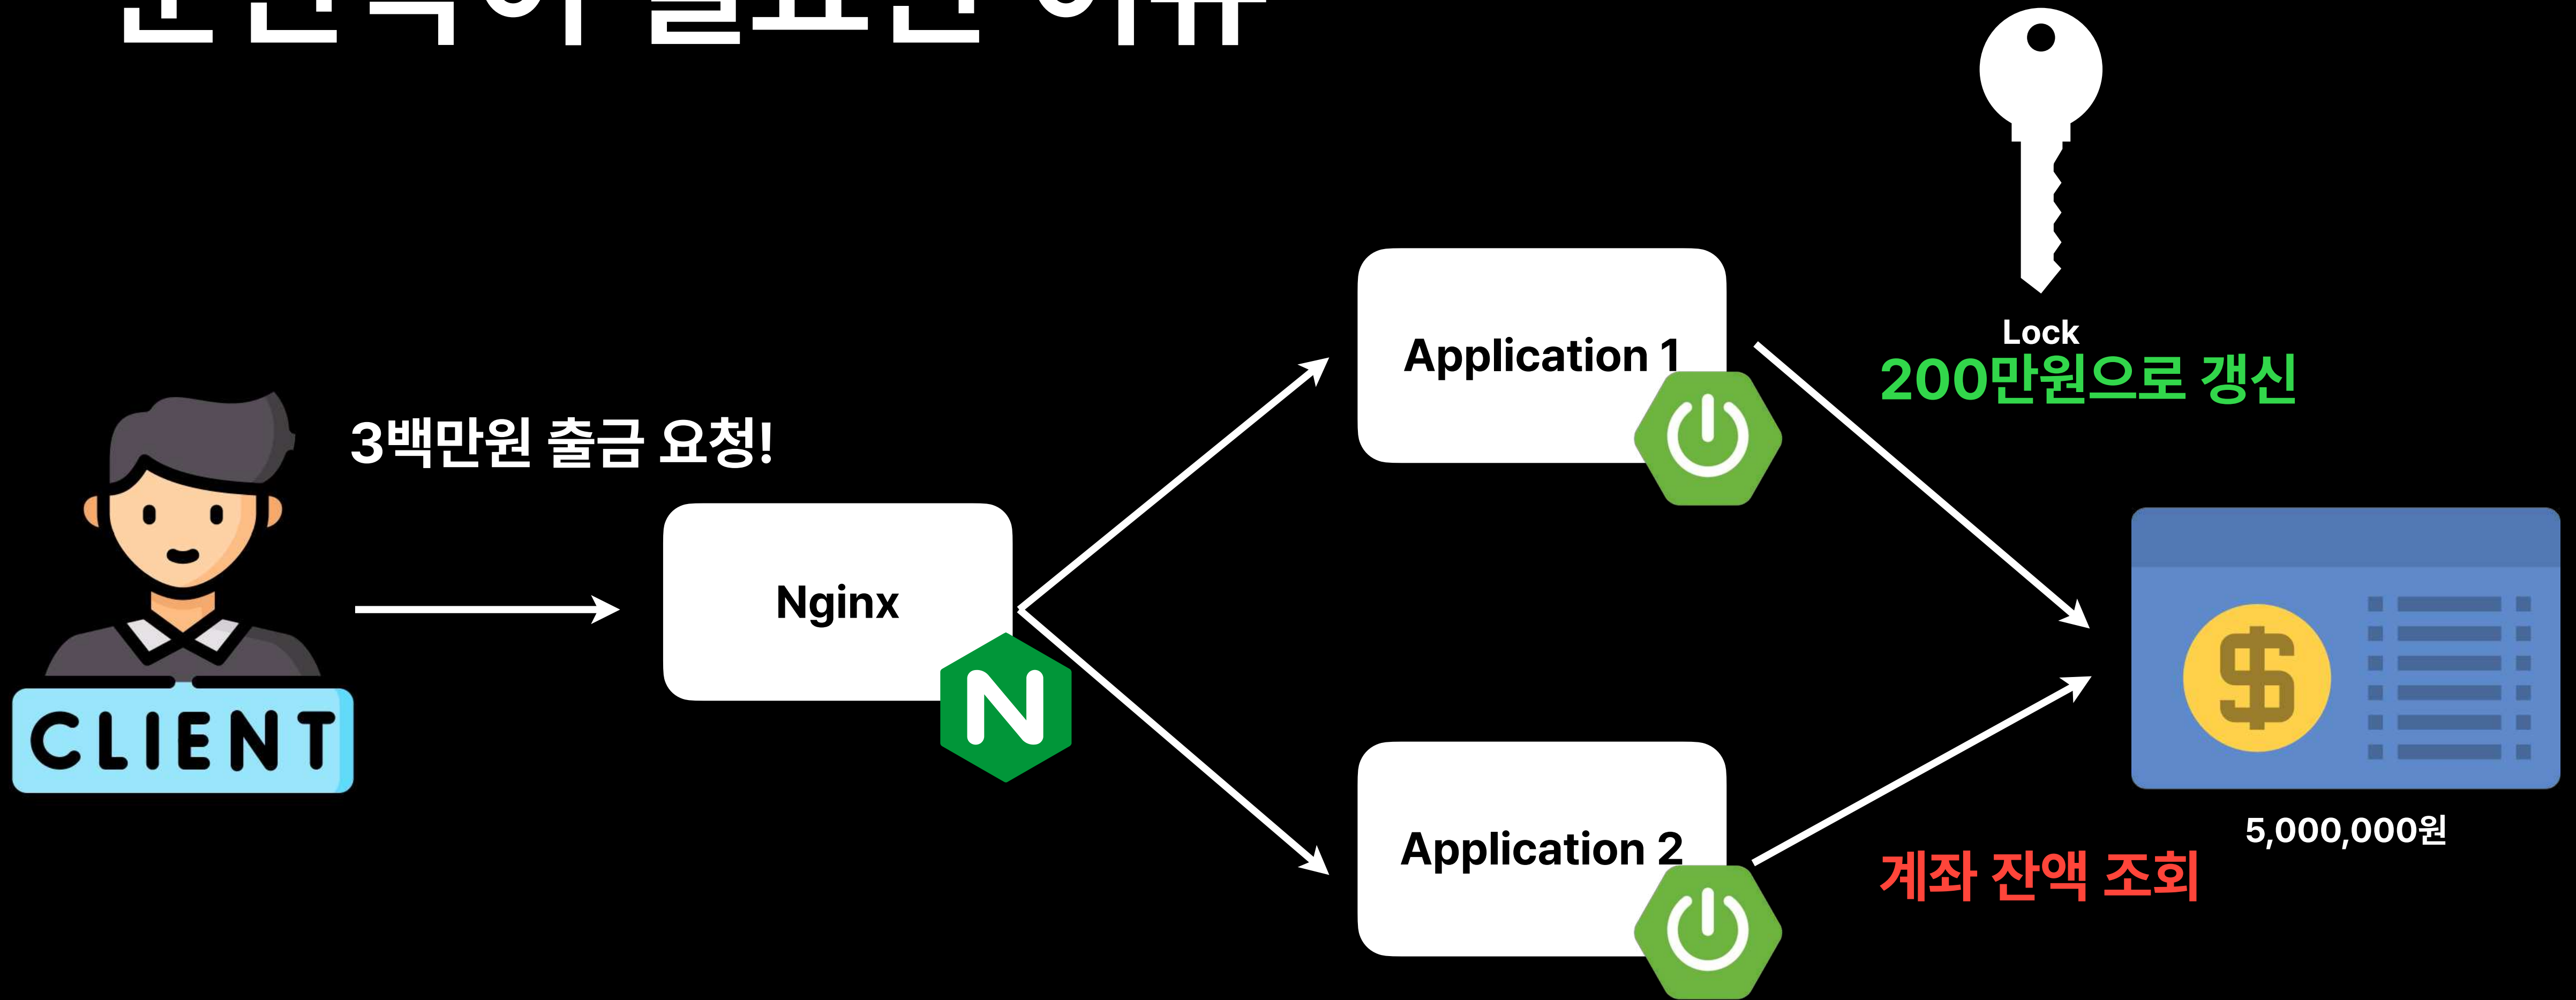 3백만원 출금 요청!
CLIENT
Nginx
N
Application 1
Application 2
Lock
200만원으로 갱신
계좌 잔액 조회
$
5,000,000원